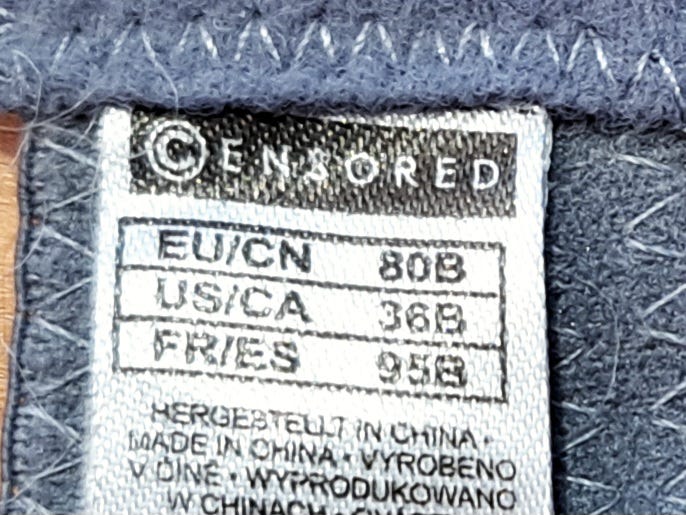 ©ENSORED
EU/CN 80B
US/CA 36B
FR/ES 95B
HERGESTELLT IN CHINA •
MADE IN CHINA • VYROBENO
V ČÍNĚ • WYPRODUKOWANO
W CHINACH •